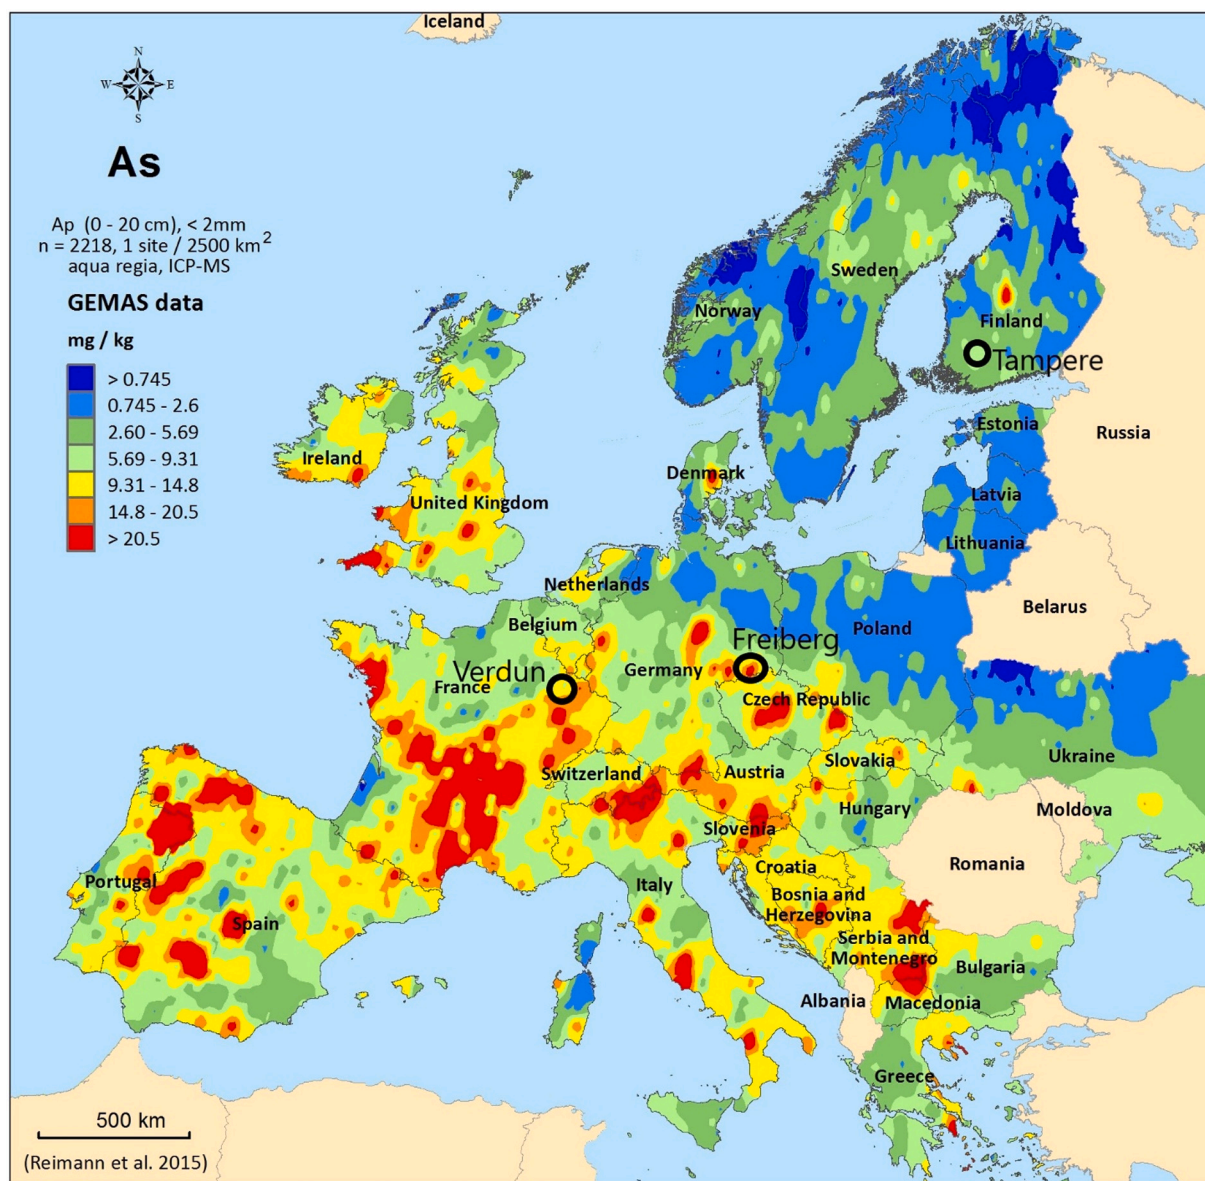 Iceland
N
W E
S
As
Ap (0 - 20 cm), < 2mm
n = 2218, 1 site / 2500 km²
aqua regia, ICP-MS
GEMAS data
mg / kg
> 0.745
0.745 - 2.6
2.60 - 5.69
5.69 - 9.31
9.31 - 14.8
14.8 - 20.5
> 20.5
Sweden
Norway
Finland
Tampere
Estonia
Russia
Ireland
Denmark
United Kingdom
Latvia
Lithuania
Netherlands
Belarus
Belgium
Poland
Freiberg
Verdun
Germany
France
Czech Republic
Ukraine
Slovakia
Switzerland
Austria
Hungary
Moldova
Slovenia
Romania
Croatia
Portugal
Italy
Bosnia and
Herzegovina
Spain
Serbia and
Montenegro
Bulgaria
Albania
Macedonia
Greece
500 km
(Reimann et al. 2015)